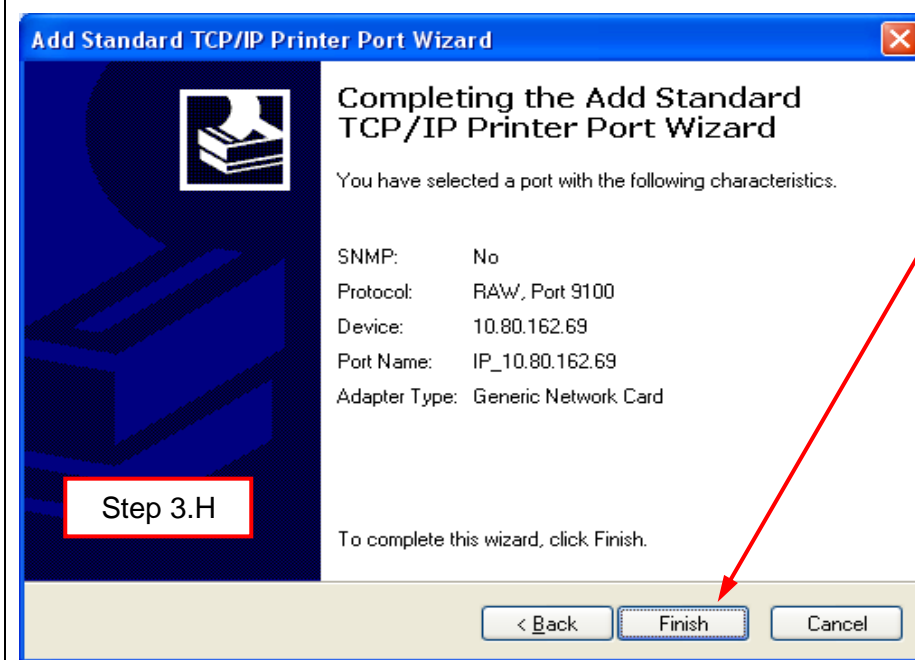 Add Standard TCP/IP Printer Port Wizard
Completing the Add Standard
TCP/IP Printer Port Wizard
You have selected a port with the following characteristics.
SNMP: No
Protocol: RAW, Port 9100
Device: 10.80.162.69
Port Name: IP_10.80.162.69
Adapter Type: Generic Network Card
Step 3.H
To complete this wizard, click Finish.
< Back Finish Cancel